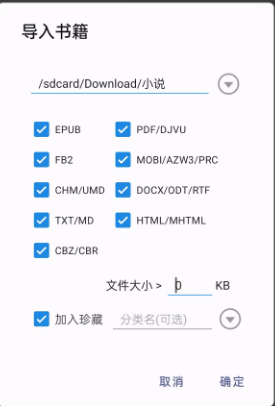 导入书籍
/sdcard/Download/小说
EPUB PDF/DJVU
FB2 MOBI/AZW3/PRC
CHM/UMD DOCX/ODT/RTF
TXT/MD HTML/MHTML
CBZ/CBR
文件大小 > 0 KB
加入珍藏 分类名(可选)
取消 确定